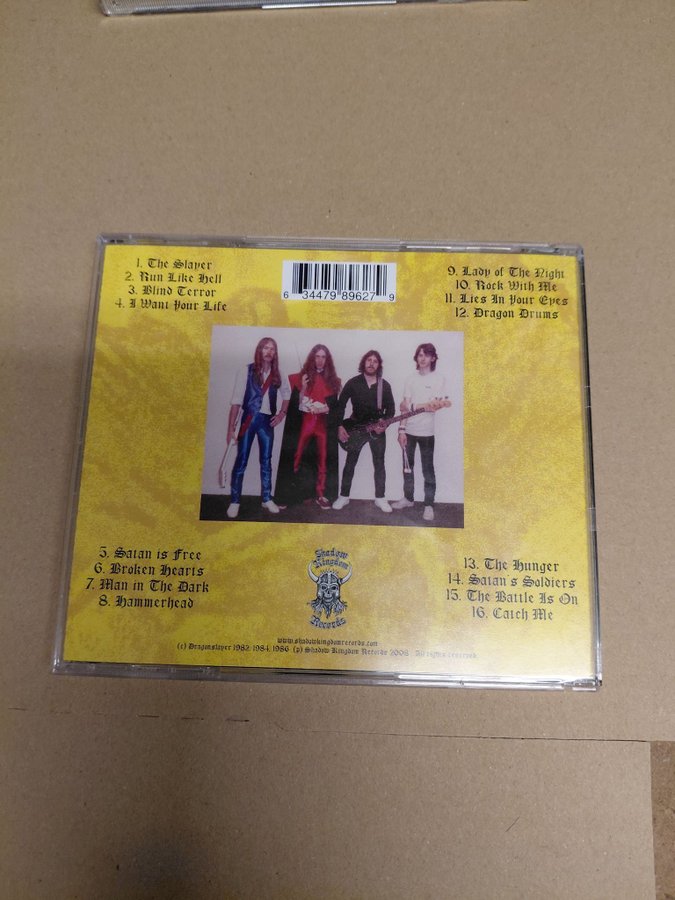 1. The Slayer
2. Run Like Hell
3. Blind Terror
4. I Want Your Life
6 34479 89627 9
9. Lady of The Night
10. Rock With Me
11. Lies In Your Eyes
12. Dragon Drums
5. Satan is Free
6. Broken Hearts
7. Man in The Dark
8. Hammerhead
Shadow
Kingdom
Records
13. The Hunger
14. Satan's Soldiers
15. The Battle Is On
16. Catch Me
www.shadowkingdomrecords.com
(c) Dragonslayer 1982, 1984, 1986 (p) Shadow Kingdom Records 2008. All rights reserved.